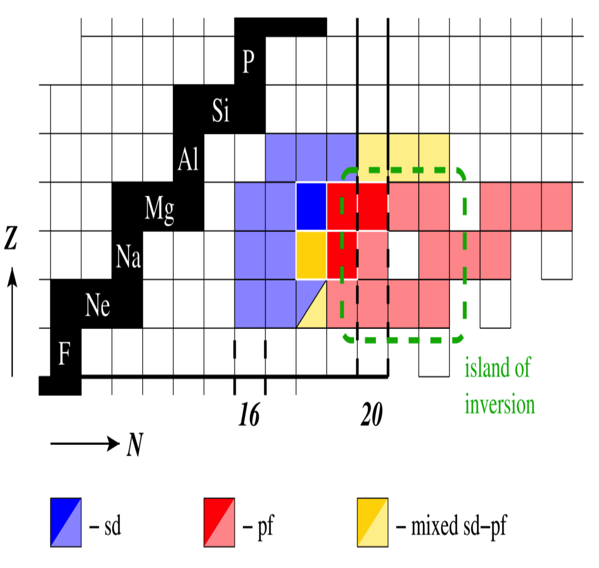 P
Si
Al
Mg
Z
Na
Ne
F
island of
inversion
16
20
N
– sd
– pf
– mixed sd–pf